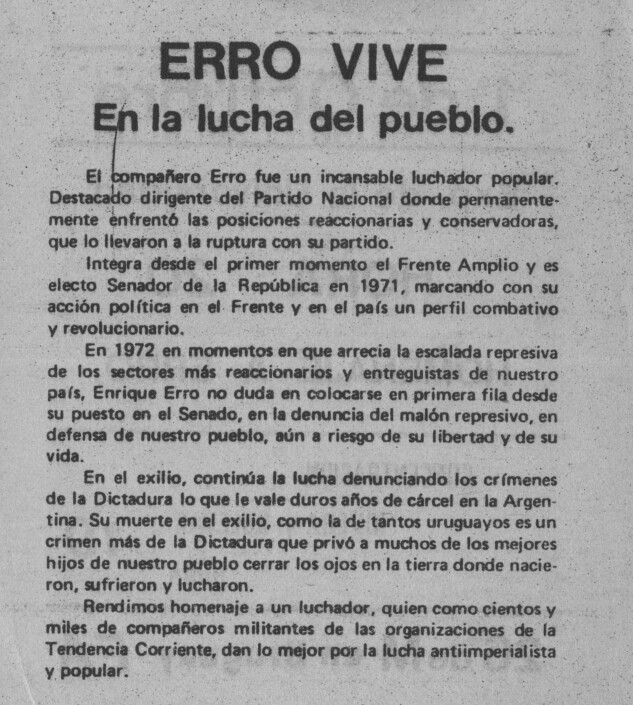 ERRO VIVE
En la lucha del pueblo.
El compañero Erro fue un incansable luchador popular.
Destacado dirigente del Partido Nacional donde permanente-
mente enfrentó las posiciones reaccionarias y conservadoras,
que lo llevaron a la ruptura con su partido.
Integra desde el primer momento el Frente Amplio y es
electo Senador de la República en 1971, marcando con su
acción política en el Frente y en el país un perfil combativo
y revolucionario.
En 1972 en momentos en que arrecia la escalada represiva
de los sectores más reaccionarios y entreguistas de nuestro
país, Enrique Erro no duda en colocarse en primera fila desde
su puesto en el Senado, en la denuncia del malón represivo, en
defensa de nuestro pueblo, aún a riesgo de su libertad y de su
vida.
En el exilio, continúa la lucha denunciando los crímenes
de la Dictadura lo que le vale duros años de cárcel en la Argen-
tina. Su muerte en el exilio, como la de tantos uruguayos es un
crimen más de la Dictadura que privó a muchos de los mejores
hijos de nuestro pueblo cerrar los ojos en la tierra donde nacie-
ron, sufrieron y lucharon.
Rendimos homenaje a un luchador, quien como cientos y
miles de compañeros militantes de las organizaciones de la
Tendencia Corriente, dan lo mejor por la lucha antiimperialista
y popular.